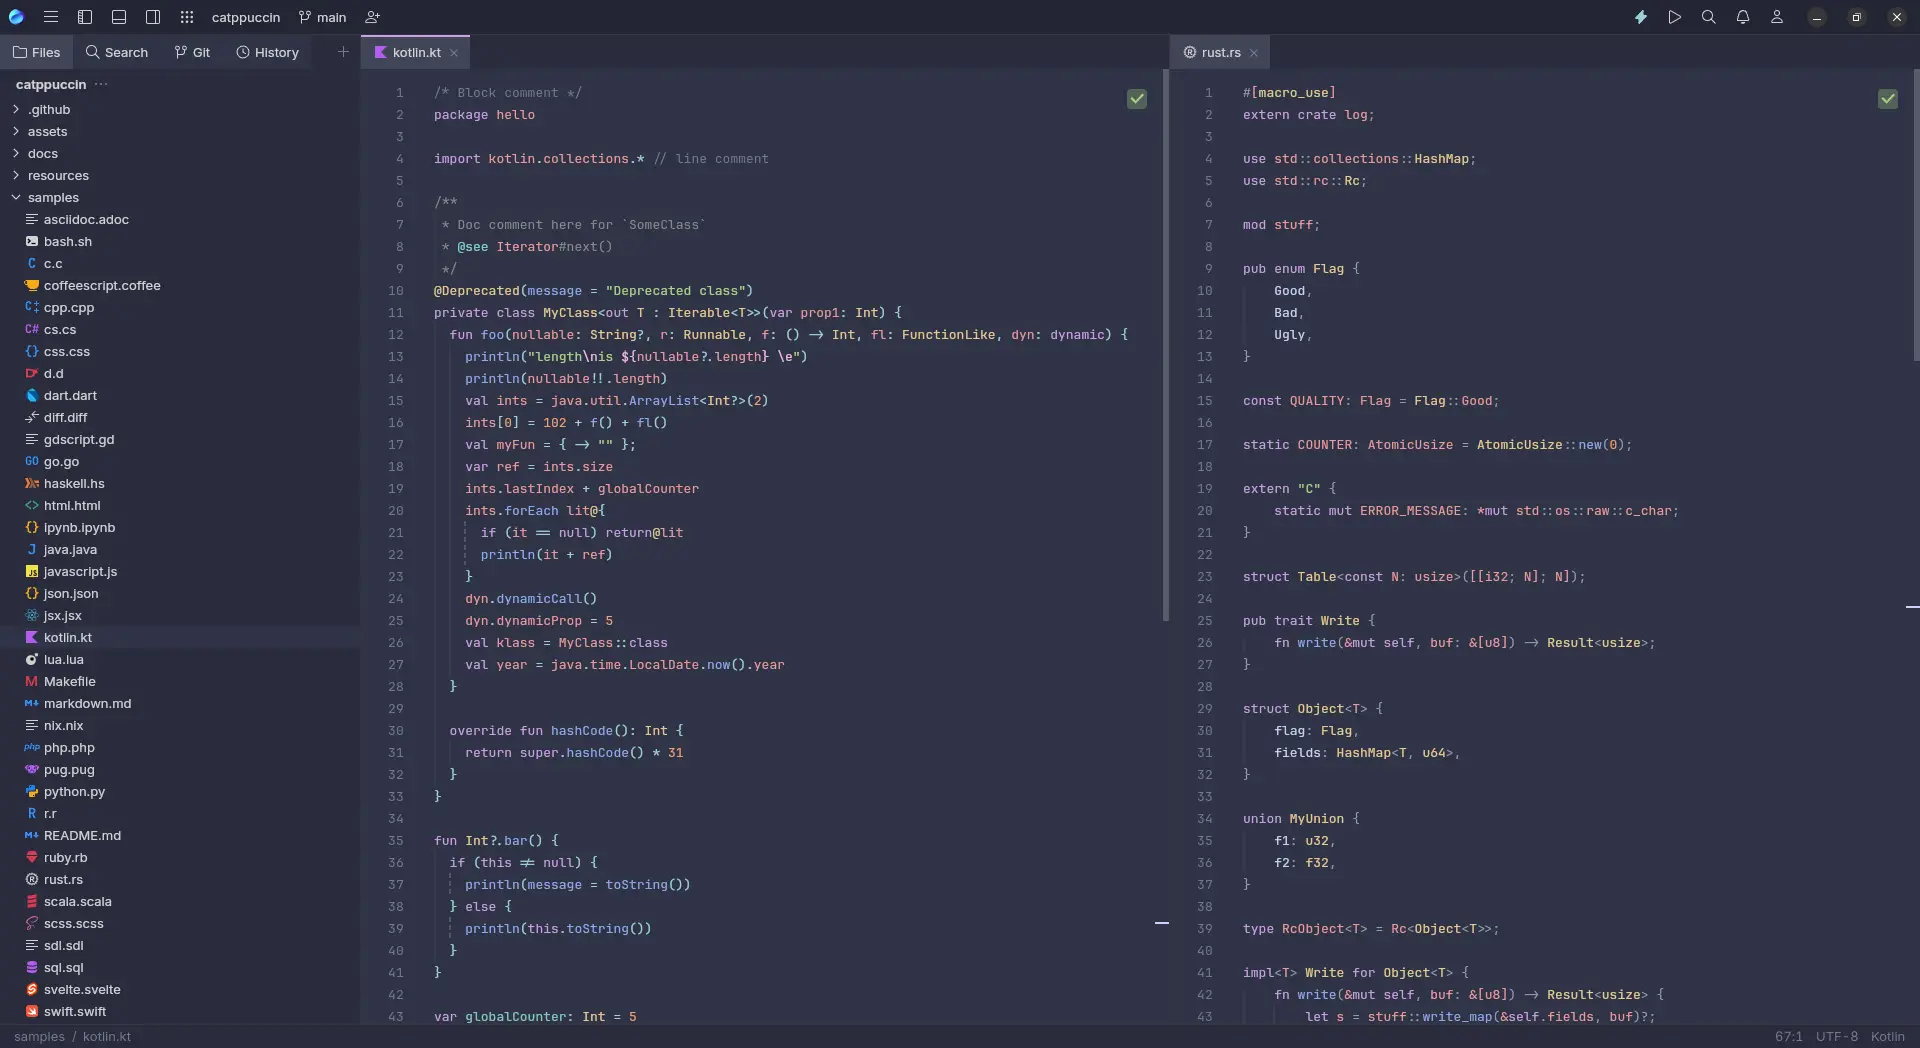 catppuccin main
Files Search Git History
catppuccin ...
.github
assets
docs
resources
samples
asciidoc.adoc
bash.sh
C c.c
coffeescript.coffee
cpp.cpp
C# cs.cs
{} css.css
d.d
dart.dart
diff.diff
gdscript.gd
GO go.go
haskell.hs
<> html.html
{} ipynb.ipynb
J java.java
JS javascript.js
{} json.json
jsx.jsx
kotlin.kt
lua.lua
M Makefile
M↓ markdown.md
nix.nix
php php.php
pug.pug
python.py
R r.r
M↓ README.md
ruby.rb
rust.rs
scala.scala
scss.scss
sdl.sdl
sql.sql
svelte.svelte
swift.swift
kotlin.kt
1 /* Block comment */
2 package hello
3
4 import kotlin.collections.* // line comment
5
6 /**
7 * Doc comment here for `SomeClass`
8 * @see Iterator#next()
9 */
10 @Deprecated(message = "Deprecated class")
11 private class MyClass<out T : Iterable<T>>(var prop1: Int) {
12 fun foo(nullable: String?, r: Runnable, f: () -> Int, fl: FunctionLike, dyn: dynamic) {
13 println("length\nis ${nullable?.length} \e")
14 println(nullable!!.length)
15 val ints = java.util.ArrayList<Int?>(2)
16 ints[0] = 102 + f() + fl()
17 val myFun = { -> "" };
18 var ref = ints.size
19 ints.lastIndex + globalCounter
20 ints.forEach lit@{
21 if (it == null) return@lit
22 println(it + ref)
23 }
24 dyn.dynamicCall()
25 dyn.dynamicProp = 5
26 val klass = MyClass::class
27 val year = java.time.LocalDate.now().year
28 }
29
30 override fun hashCode(): Int {
31 return super.hashCode() * 31
32 }
33 }
34
35 fun Int?.bar() {
36 if (this != null) {
37 println(message = toString())
38 } else {
39 println(this.toString())
40 }
41 }
42
43 var globalCounter: Int = 5
rust.rs
1 #[macro_use]
2 extern crate log;
3
4 use std::collections::HashMap;
5 use std::rc::Rc;
6
7 mod stuff;
8
9 pub enum Flag {
10 Good,
11 Bad,
12 Ugly,
13 }
14
15 const QUALITY: Flag = Flag::Good;
16
17 static COUNTER: AtomicUsize = AtomicUsize::new(0);
18
19 extern "C" {
20 static mut ERROR_MESSAGE: *mut std::os::raw::c_char;
21 }
22
23 struct Table<const N: usize>([[i32; N]; N]);
24
25 pub trait Write {
26 fn write(&mut self, buf: &[u8]) -> Result<usize>;
27 }
28
29 struct Object<T> {
30 flag: Flag,
31 fields: HashMap<T, u64>,
32 }
33
34 union MyUnion {
35 f1: u32,
36 f2: f32,
37 }
38
39 type RcObject<T> = Rc<Object<T>>;
40
41 impl<T> Write for Object<T> {
42 fn write(&mut self, buf: &[u8]) -> Result<usize> {
43 let s = stuff::write_map(&self.fields, buf)?;
samples / kotlin.kt
67:1 UTF-8 Kotlin